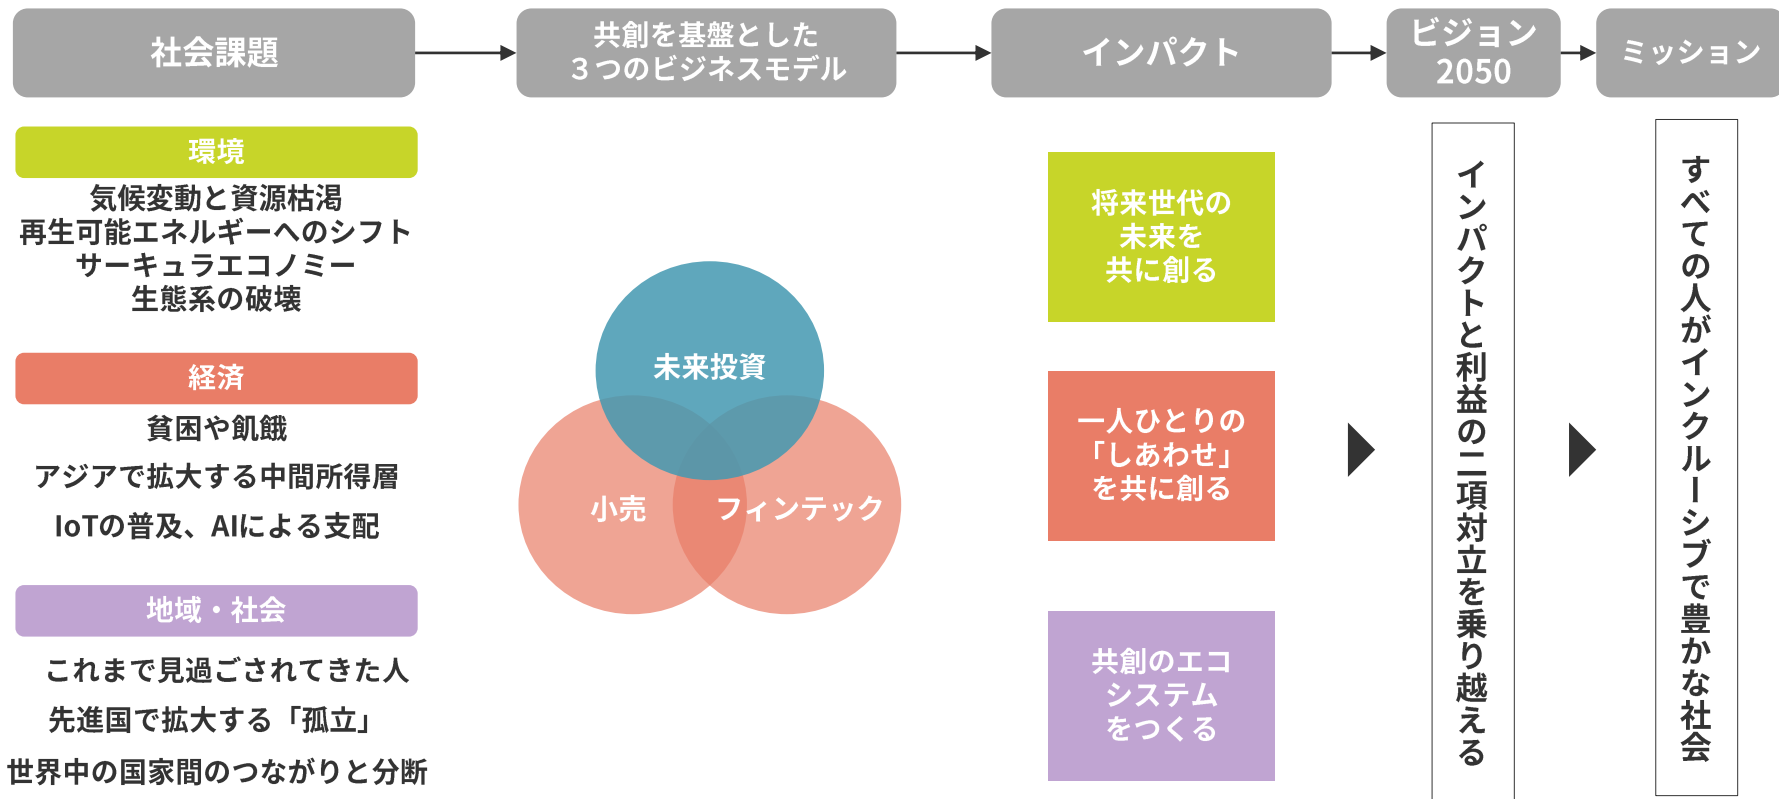 社会課題
共創を基盤とした
３つのビジネスモデル
インパクト
ビジョン
2050
ミッション
環境
気候変動と資源枯渇
再生可能エネルギーへのシフト
サーキュラエコノミー
生態系の破壊
経済
貧困や飢餓
アジアで拡大する中間所得層
IoTの普及、AIによる支配
地域・社会
これまで見過ごされてきた人
先進国で拡大する「孤立」
世界中の国家間のつながりと分断
未来投資
小売
フィンテック
将来世代の
未来を
共に創る
一人ひとりの
「しあわせ」
を共に創る
共創のエコ
システム
をつくる
インパクトと利益の二項対立を乗り越える
すべての人がインクルーシブで豊かな社会